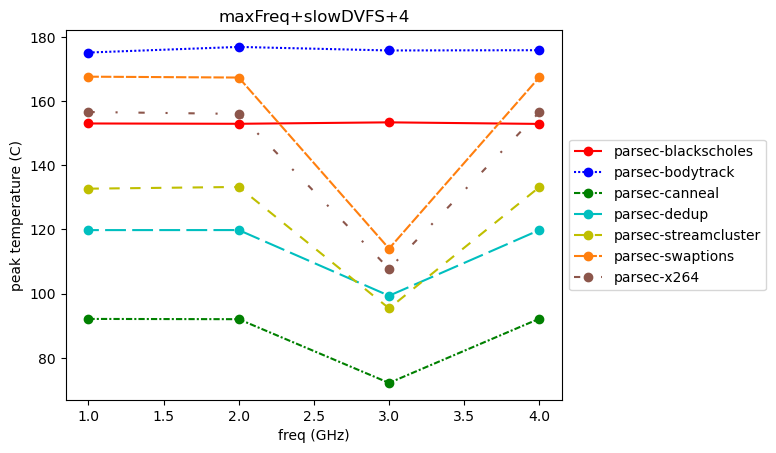 maxFreq+slowDVFS+4
peak temperature (C)
180
160
140
120
100
80
1.0
1.5
2.0
2.5
3.0
3.5
4.0
freq (GHz)
parsec-blackscholes
parsec-bodytrack
parsec-canneal
parsec-dedup
parsec-streamcluster
parsec-swaptions
parsec-x264